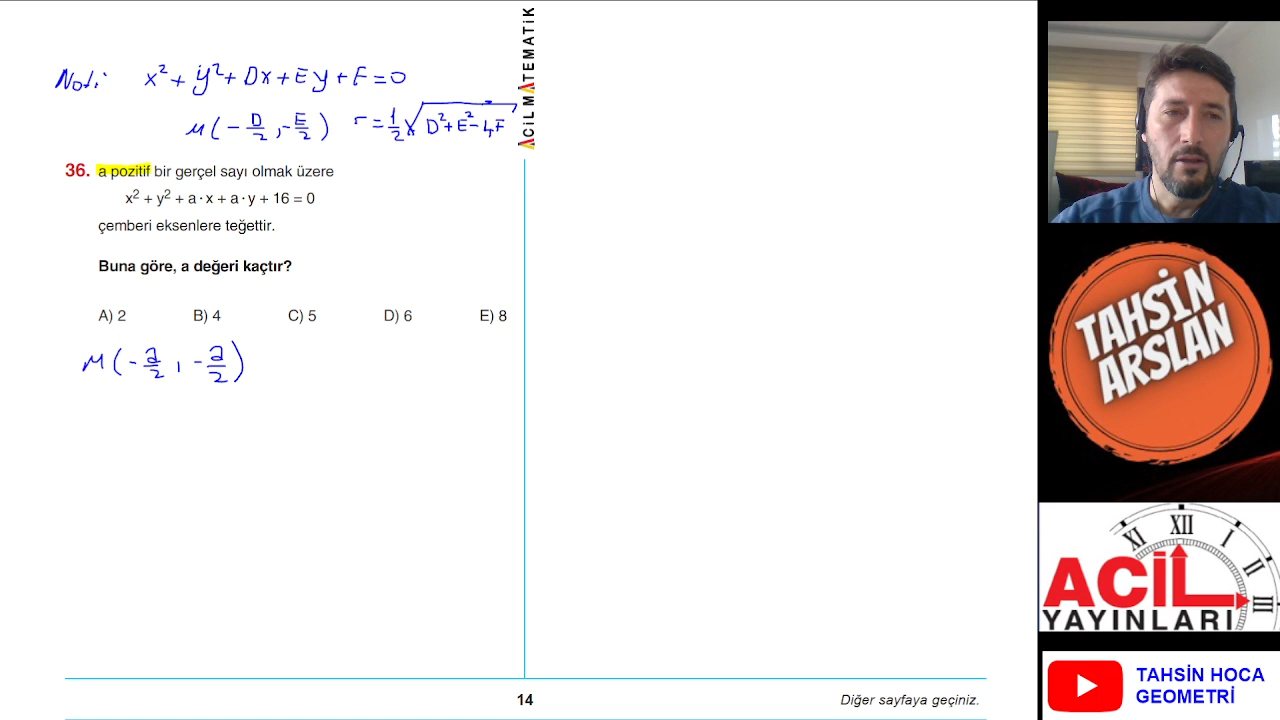 Not: x² + y² + Dx + Ey + F = 0
M(-D/2, -E/2) r = 1/2 √D²+E²-4F
ACİL MATEMATİK
36. a pozitif bir gerçel sayı olmak üzere
x² + y² + a·x + a·y + 16 = 0
çemberi eksenlere teğettir.
Buna göre, a değeri kaçtır?
A) 2 B) 4 C) 5 D) 6 E) 8
M(-a/2, -a/2)
14
Diğer sayfaya geçiniz.
TAHSİN
ARSLAN
XI XII I II III
ACİL
YAYINLARI
TAHSİN HOCA
GEOMETRİ